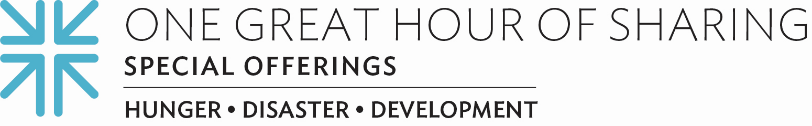 ONE GREAT HOUR OF SHARING
SPECIAL OFFERINGS
HUNGER • DISASTER • DEVELOPMENT